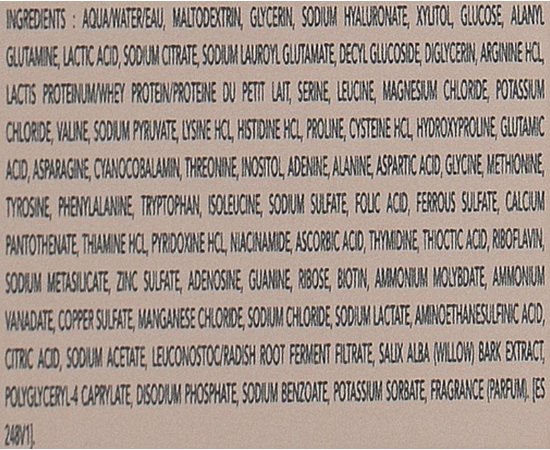 INGREDIENTS : AQUA/WATER/EAU, MALTODEXTRIN, GLYCERIN, SODIUM HYALURONATE, XYLITOL, GLUCOSE, ALANYL
GLUTAMINE, LACTIC ACID, SODIUM CITRATE, SODIUM LAUROYL GLUTAMATE, DECYL GLUCOSIDE, DIGLYCERIN, ARGININE HCL,
LACTIS PROTEINUM/WHEY PROTEIN/PROTEINE DU PETIT LAIT, SERINE, LEUCINE, MAGNESIUM CHLORIDE, POTASSIUM
CHLORIDE, VALINE, SODIUM PYRUVATE, LYSINE HCL, HISTIDINE HCL, PROLINE, CYSTEINE HCL, HYDROXYPROLINE, GLUTAMIC
ACID, ASPARAGINE, CYANOCOBALAMIN, THREONINE, INOSITOL, ADENINE, ALANINE, ASPARTIC ACID, GLYCINE, METHIONINE,
TYROSINE, PHENYLALANINE, TRYPTOPHAN, ISOLEUCINE, SODIUM SULFATE, FOLIC ACID, FERROUS SULFATE, CALCIUM
PANTOTHENATE, THIAMINE HCL, PYRIDOXINE HCL, NIACINAMIDE, ASCORBIC ACID, THYMIDINE, THIOCTIC ACID, RIBOFLAVIN,
SODIUM METASILICATE, ZINC SULFATE, ADENOSINE, GUANINE, RIBOSE, BIOTIN, AMMONIUM MOLYBDATE, AMMONIUM
VANADATE, COPPER SULFATE, MANGANESE CHLORIDE, SODIUM CHLORIDE, SODIUM LACTATE, AMINOETHANESULFINIC ACID,
CITRIC ACID, SODIUM ACETATE, LEUCONOSTOC/RADISH ROOT FERMENT FILTRATE, SALIX ALBA (WILLOW) BARK EXTRACT,
POLYGLYCERYL-4 CAPRYLATE, DISODIUM PHOSPHATE, SODIUM BENZOATE, POTASSIUM SORBATE, FRAGRANCE (PARFUM). [ES
248V1].